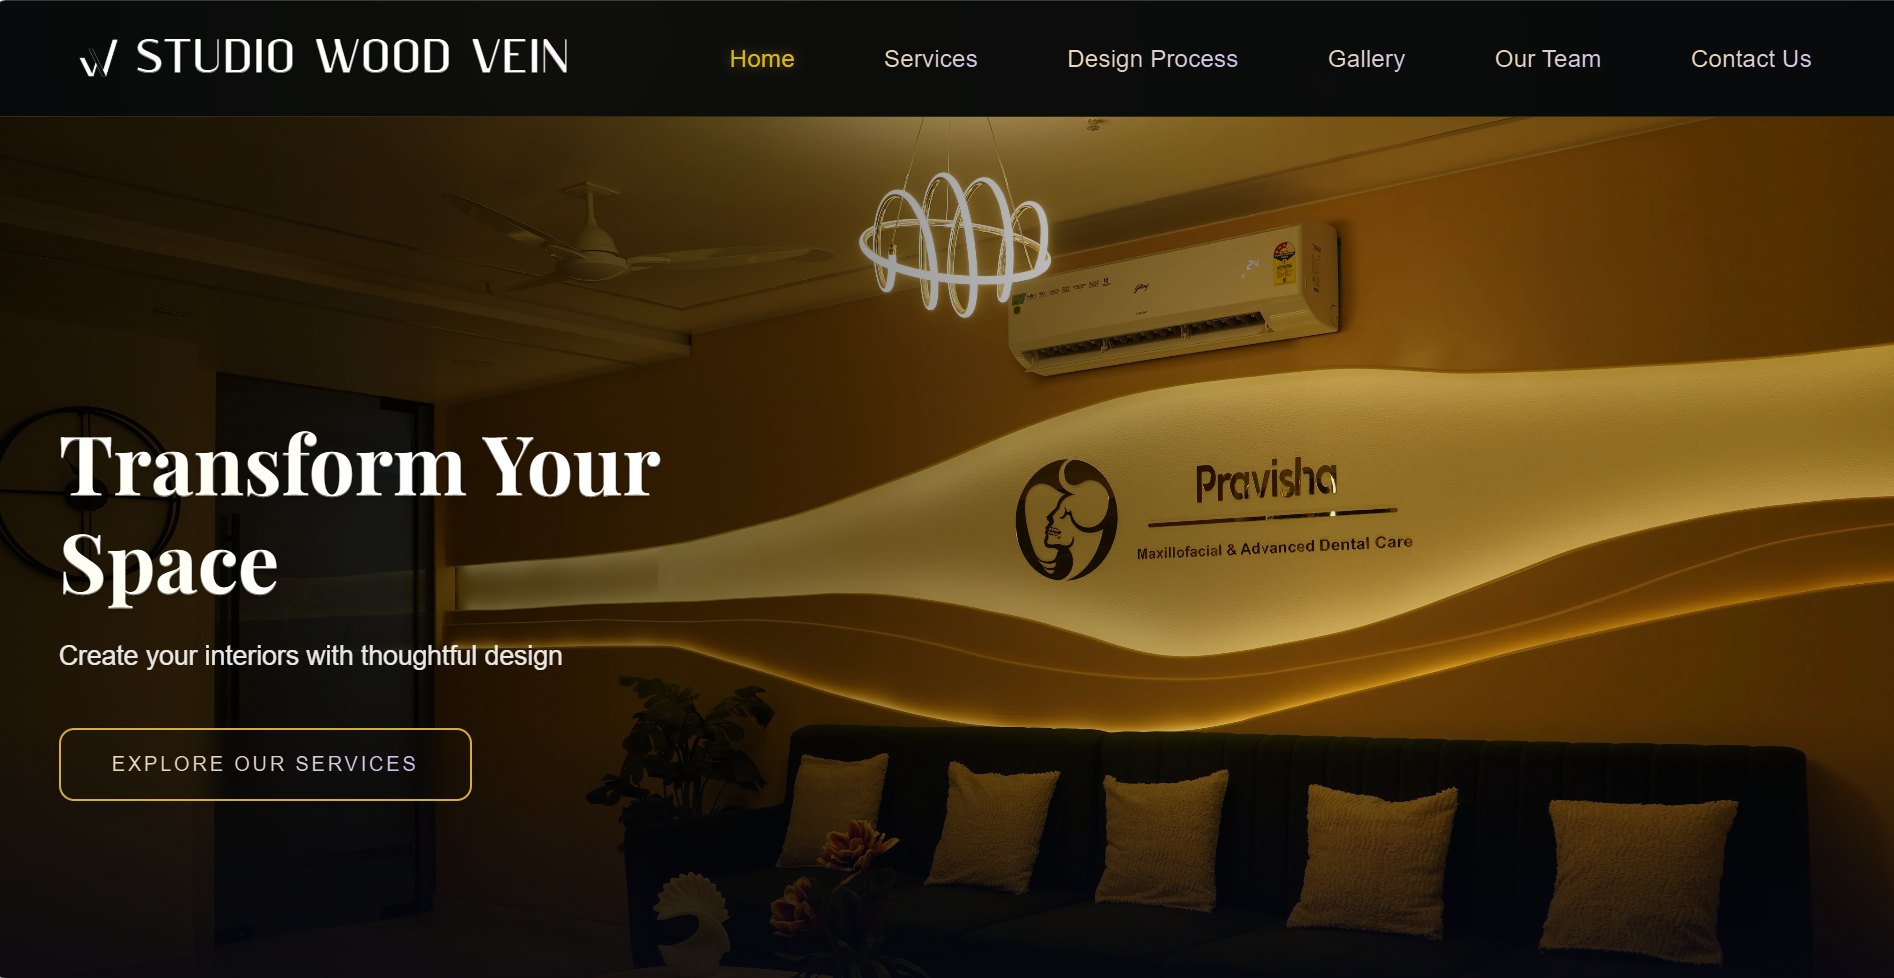 STUDIO WOOD VEIN
Home
Services
Design Process
Gallery
Our Team
Contact Us
24
Pravisha
Maxillofacial & Advanced Dental Care
Transform Your
Space
Create your interiors with thoughtful design
EXPLORE OUR SERVICES